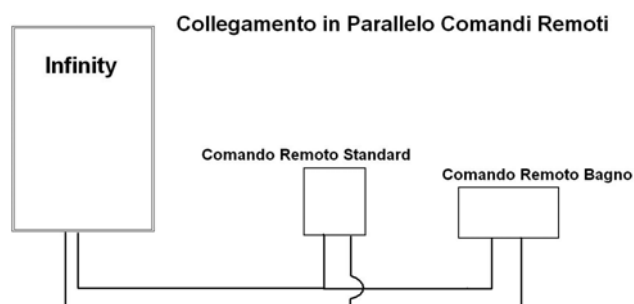 Collegamento in Parallelo Comandi Remoti
Infinity
Comando Remoto Standard
Comando Remoto Bagno